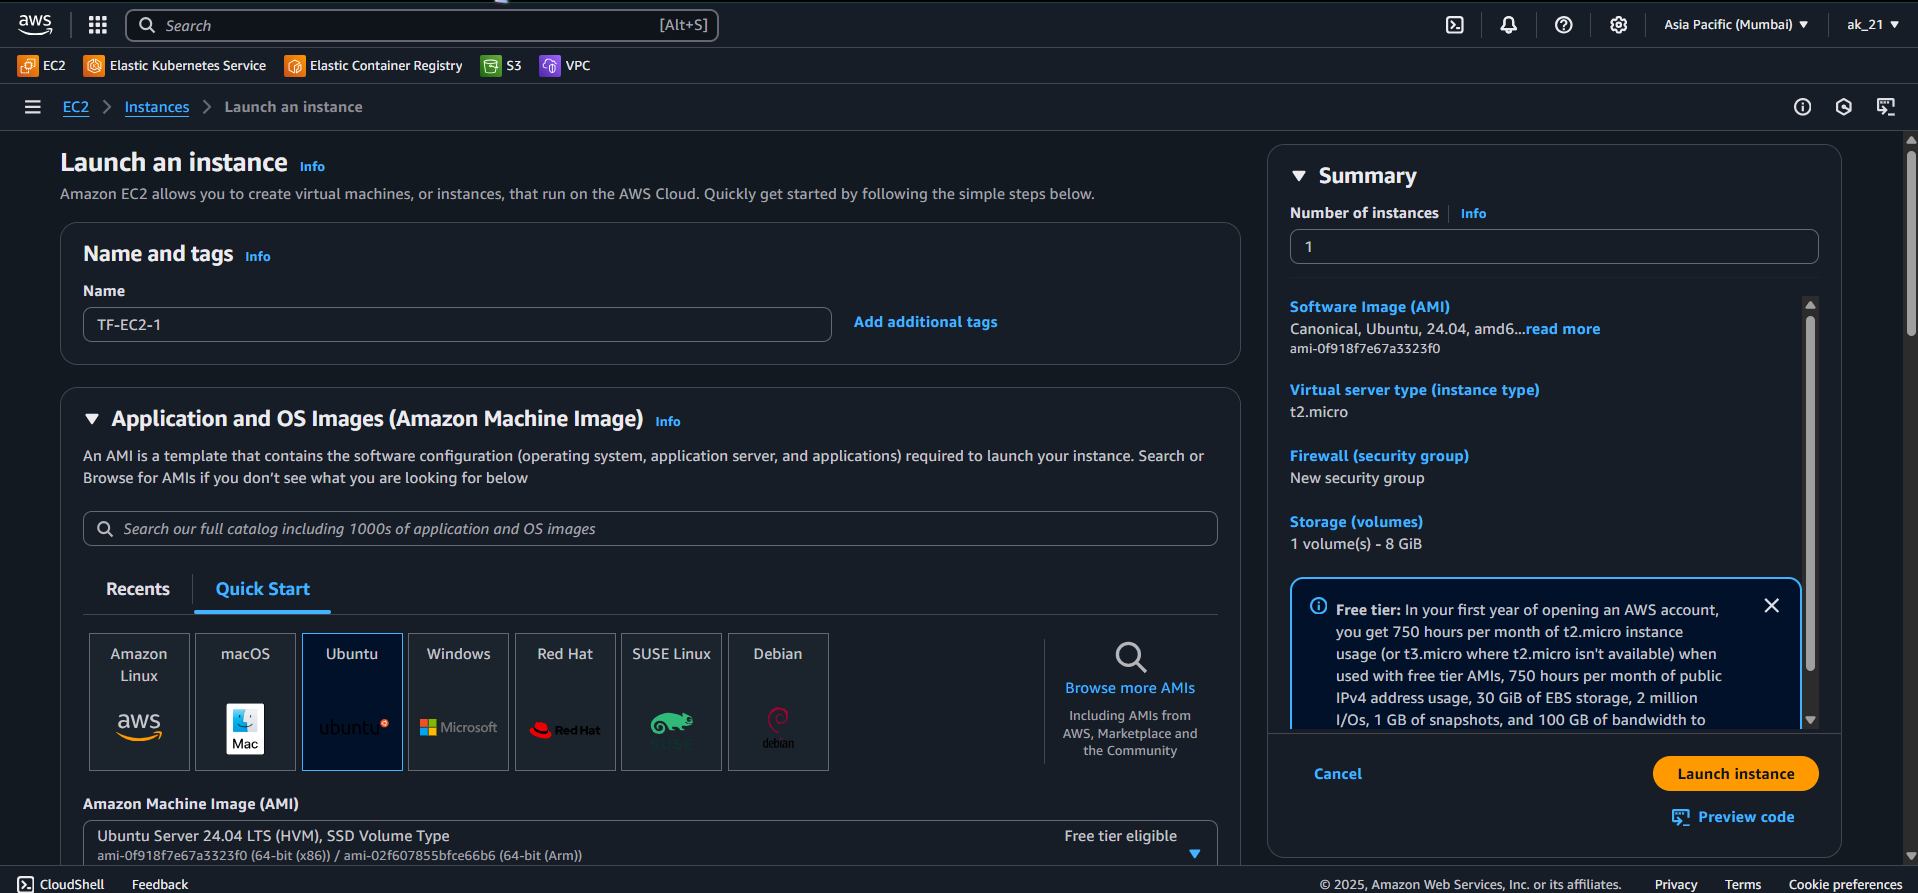 aws
Search [Alt+S]
Asia Pacific (Mumbai) ▼
ak_21 ▼
EC2
Elastic Kubernetes Service
Elastic Container Registry
S3
VPC
EC2 > Instances > Launch an instance
Launch an instance Info
Amazon EC2 allows you to create virtual machines, or instances, that run on the AWS Cloud. Quickly get started by following the simple steps below.
Name and tags Info
Name
TF-EC2-1
Add additional tags
▼ Application and OS Images (Amazon Machine Image) Info
An AMI is a template that contains the software configuration (operating system, application server, and applications) required to launch your instance. Search or
Browse for AMIs if you don’t see what you are looking for below
Search our full catalog including 1000s of application and OS images
Recents
Quick Start
Amazon
Linux
aws
macOS
Mac
Ubuntu
ubuntu
Windows
Microsoft
Red Hat
Red Hat
SUSE Linux
SUSE
Debian
debian
Browse more AMIs
Including AMIs from
AWS, Marketplace and
the Community
Amazon Machine Image (AMI)
Ubuntu Server 24.04 LTS (HVM), SSD Volume Type
Free tier eligible
ami-0f918f7e67a3323f0 (64-bit (x86)) / ami-02f607855bfce66b6 (64-bit (Arm))
▼ Summary
Number of instances Info
1
Software Image (AMI)
Canonical, Ubuntu, 24.04, amd6...read more
ami-0f918f7e67a3323f0
Virtual server type (instance type)
t2.micro
Firewall (security group)
New security group
Storage (volumes)
1 volume(s) - 8 GiB
Free tier: In your first year of opening an AWS account,
you get 750 hours per month of t2.micro instance
usage (or t3.micro where t2.micro isn't available) when
used with free tier AMIs, 750 hours per month of public
IPv4 address usage, 30 GiB of EBS storage, 2 million
I/Os, 1 GB of snapshots, and 100 GB of bandwidth to
Cancel
Launch instance
Preview code
CloudShell
Feedback
© 2025, Amazon Web Services, Inc. or its affiliates.
Privacy
Terms
Cookie preferences